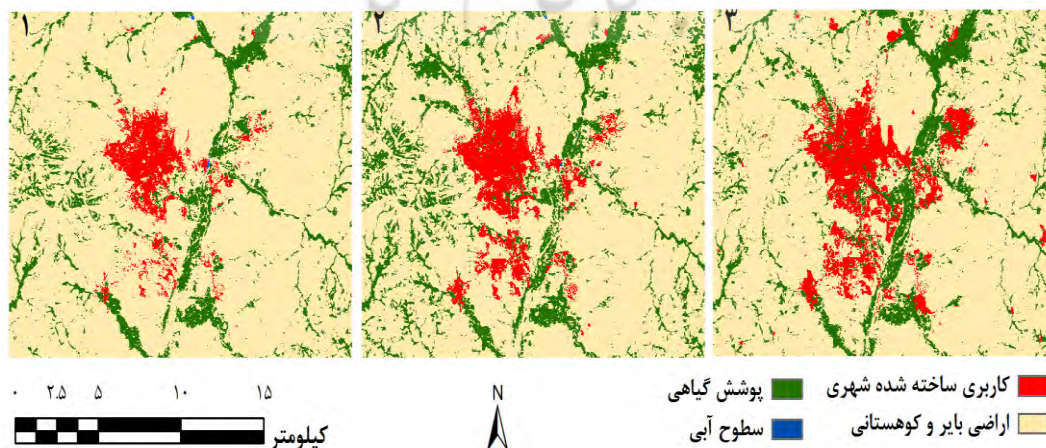 ۱ ۲ ۳
کاربری ساخته شده شهری پوشش گیاهی
اراضی بایر و کوهستانی سطوح آبی
N
۰ ۲.۵ ۵ ۱۰ ۱۵
کیلومتر